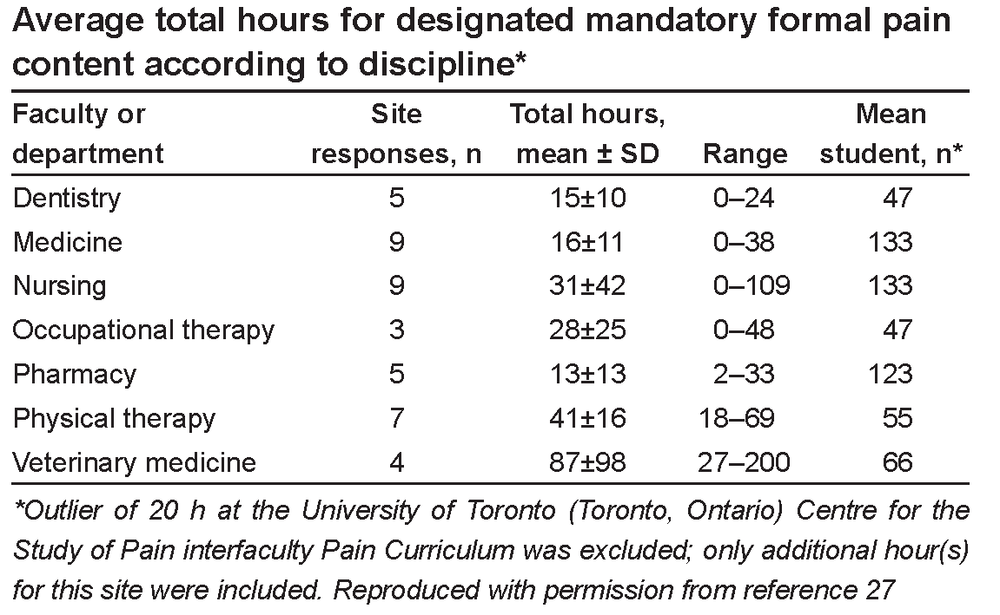 Average total hours for designated mandatory formal pain
content according to discipline*
Faculty or department Site responses, n Total hours, mean ± SD Range Mean student, n*
Dentistry 5 15±10 0–24 47
Medicine 9 16±11 0–38 133
Nursing 9 31±42 0–109 133
Occupational therapy 3 28±25 0–48 47
Pharmacy 5 13±13 2–33 123
Physical therapy 7 41±16 18–69 55
Veterinary medicine 4 87±98 27–200 66
*Outlier of 20 h at the University of Toronto (Toronto, Ontario) Centre for the
Study of Pain interfaculty Pain Curriculum was excluded; only additional hour(s)
for this site were included. Reproduced with permission from reference 27